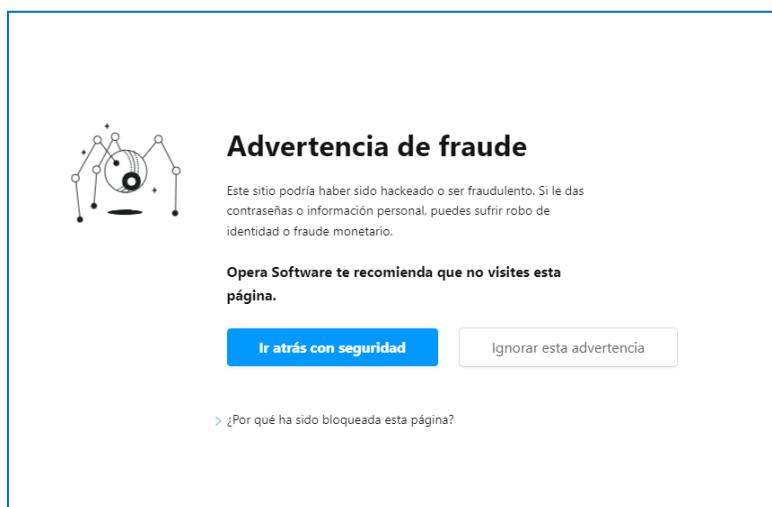 Advertencia de fraude
Este sitio podría haber sido hackeado o ser fraudulento. Si le das
contraseñas o información personal, puedes sufrir robo de
identidad o fraude monetario.
Opera Software te recomienda que no visites esta
página.
Ir atrás con seguridad
Ignorar esta advertencia
¿Por qué ha sido bloqueada esta página?